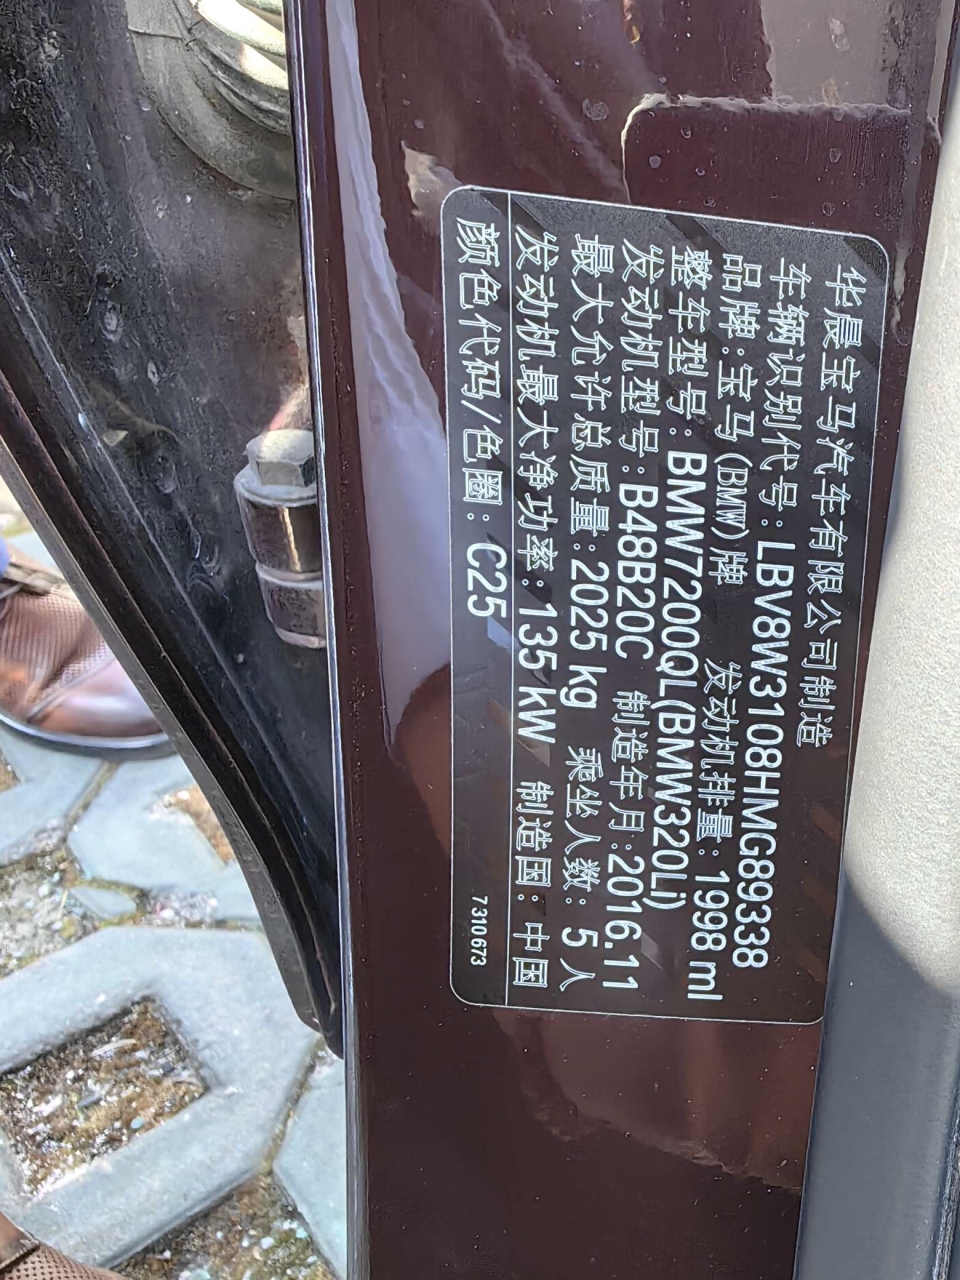 华晨宝马汽车有限公司制造
车辆识别代号:LBV8W3108HMG89338
品牌:宝马(BMW)牌 发动机排量:1998 ml
整车型号:BMW7200QL(BMW320Li)
发动机型号:B48B20C 制造年月:2016.11
最大允许总质量:2025 kg 乘坐人数:5 人
发动机最大净功率:135 kW 制造国:中国
颜色代码/色圈:C25 7 310 673